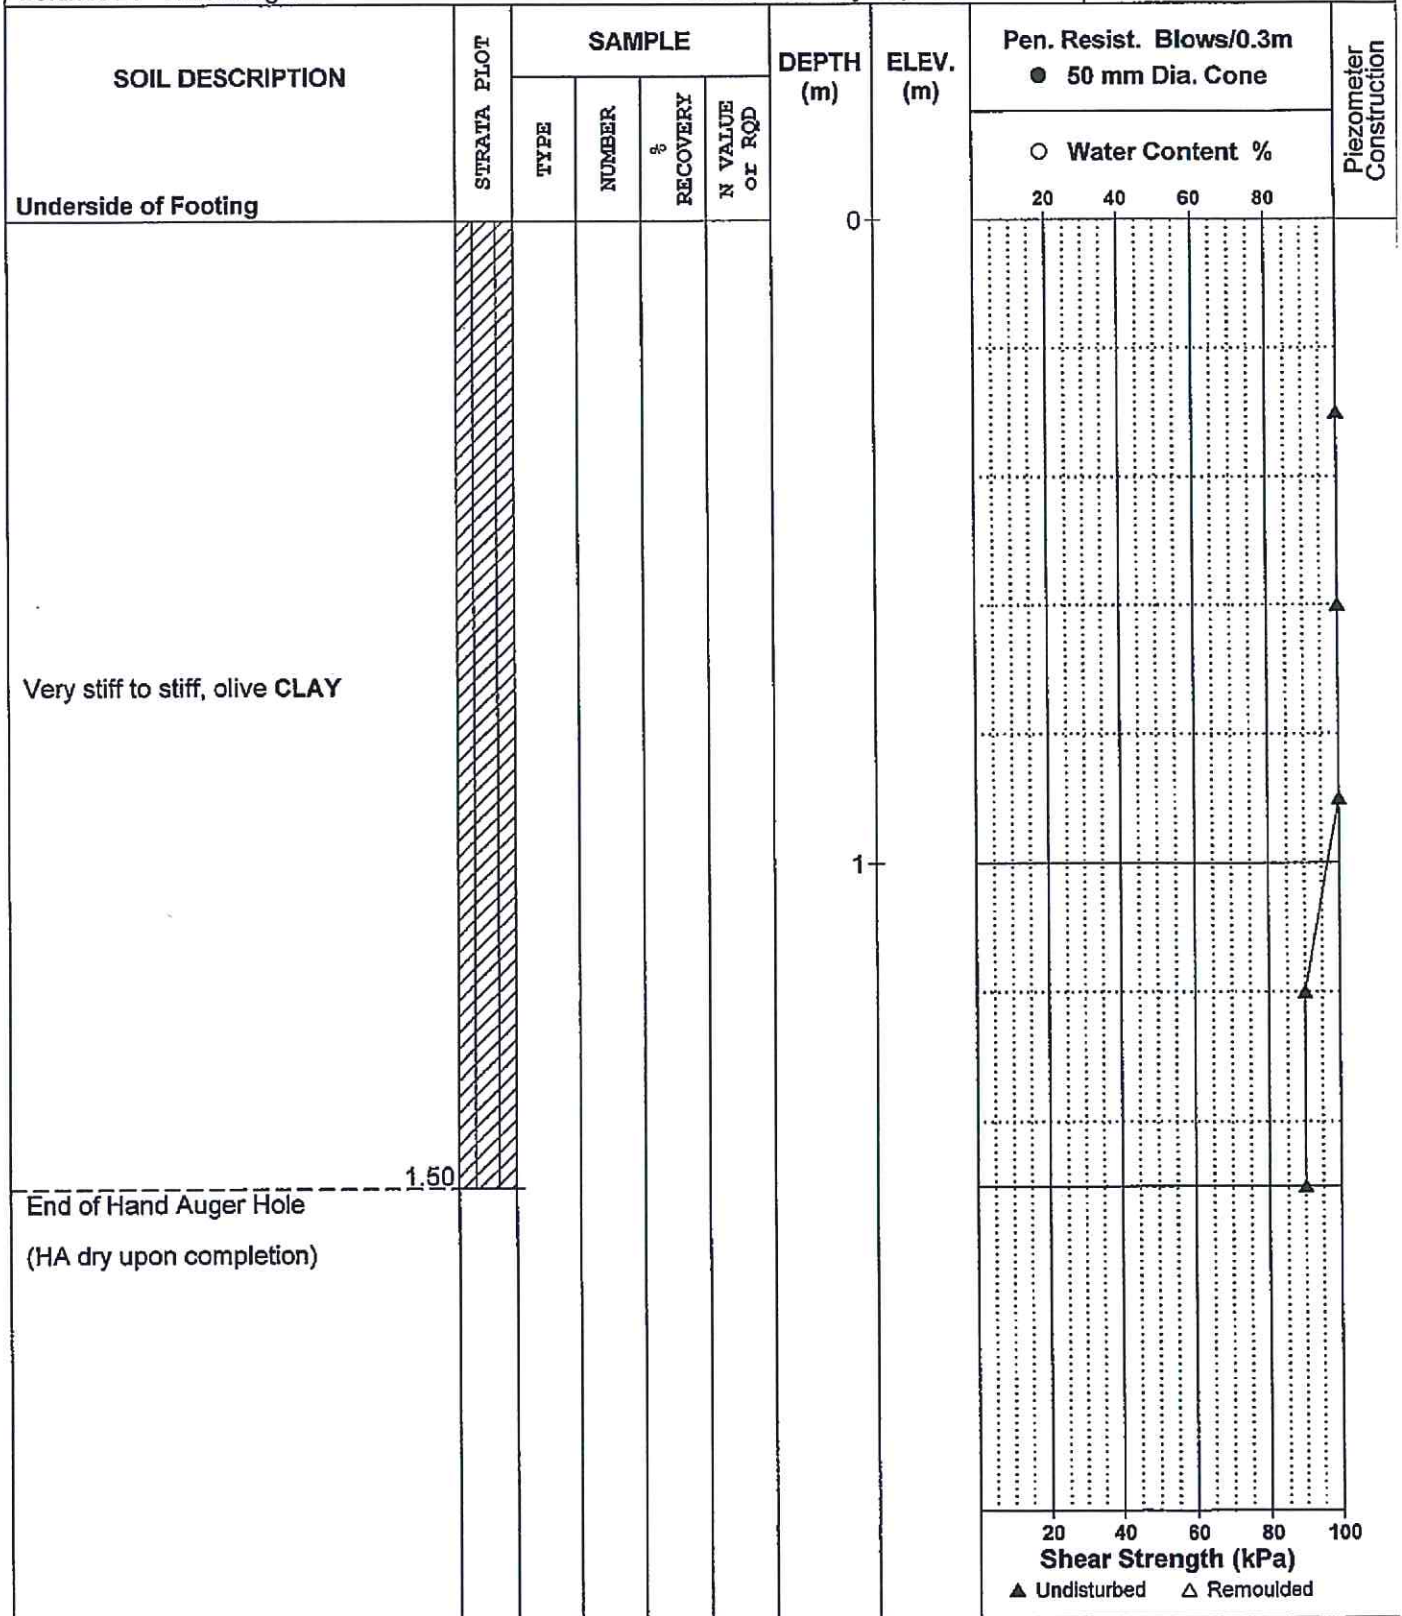 SOIL DESCRIPTION
Underside of Footing
STRATA PLOT
SAMPLE
TYPE
NUMBER
%
RECOVERY
N VALUE
or RQD
DEPTH
(m)
ELEV.
(m)
Pen. Resist. Blows/0.3m
● 50 mm Dia. Cone
○ Water Content %
20 40 60 80
Piezometer
Construction
0
Very stiff to stiff, olive CLAY
1
1.50
End of Hand Auger Hole
(HA dry upon completion)
20 40 60 80 100
Shear Strength (kPa)
▲ Undisturbed △ Remoulded